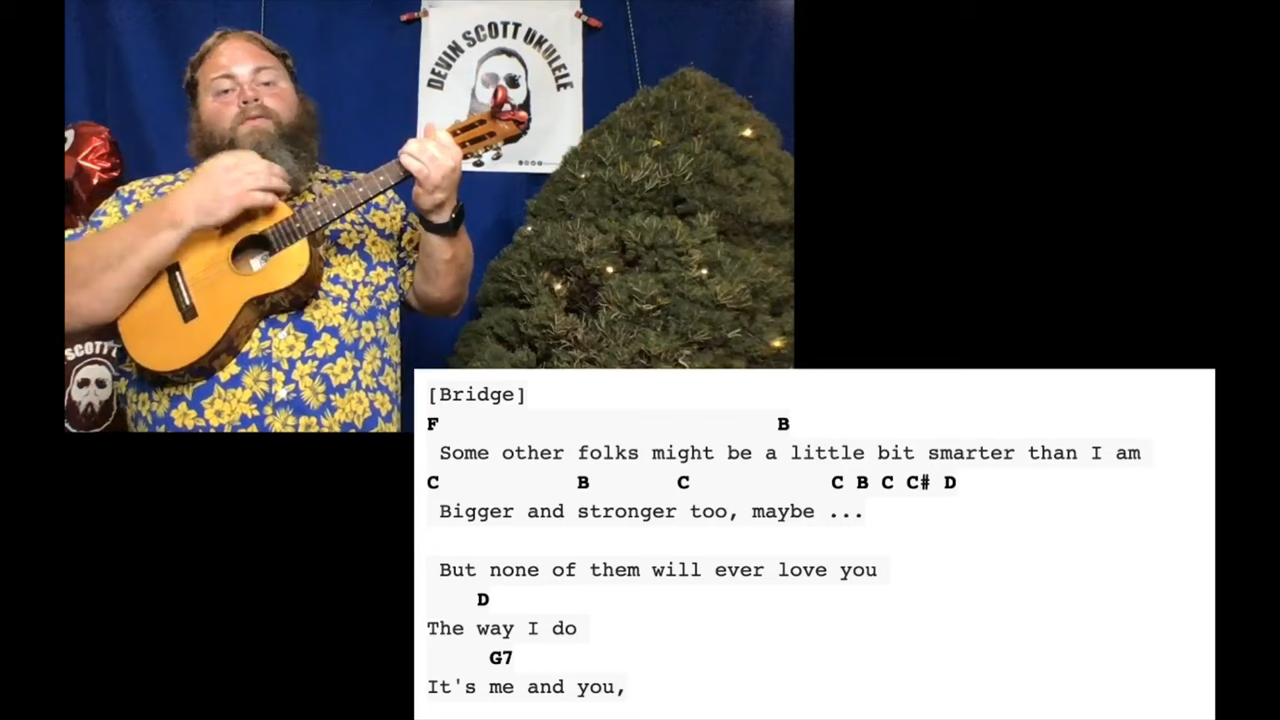 DEVIN SCOTT UKULELE
SCOTT
[Bridge]
F B
Some other folks might be a little bit smarter than I am
C B C C B C C# D
Bigger and stronger too, maybe ...
But none of them will ever love you
D
The way I do
G7
It's me and you,